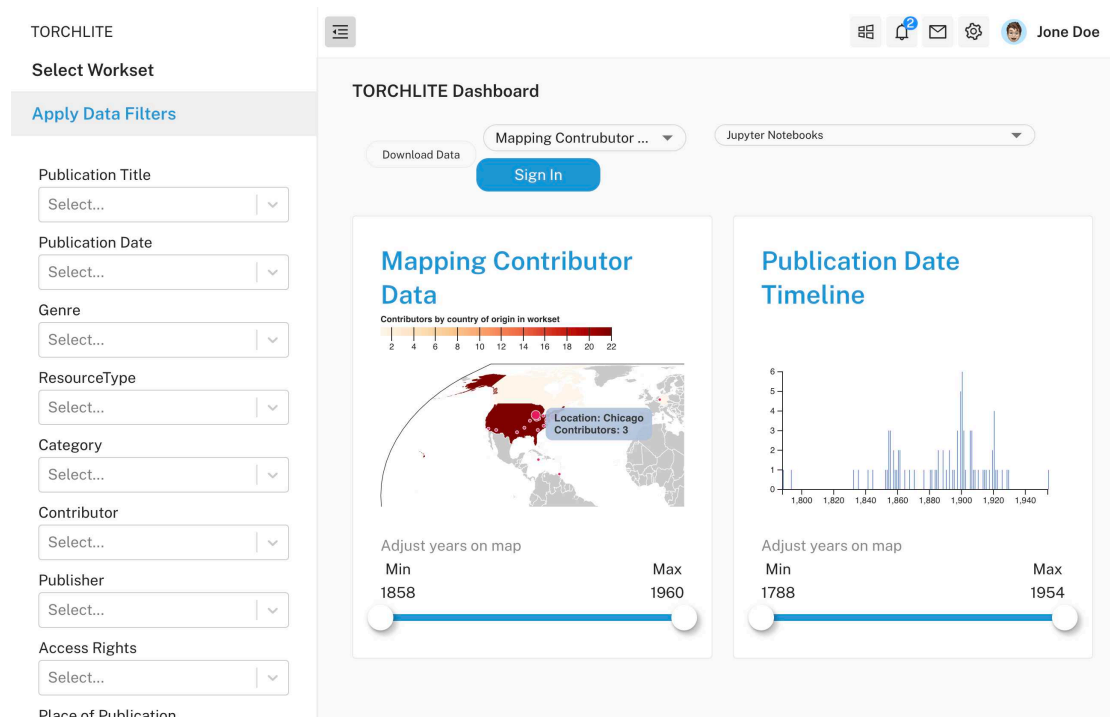 TORCHLITE
2
Jone Doe
Select Workset
Apply Data Filters
Publication Title
Select...
Publication Date
Select...
Genre
Select...
ResourceType
Select...
Category
Select...
Contributor
Select...
Publisher
Select...
Access Rights
Select...
Place of Publication
TORCHLITE Dashboard
Download Data
Mapping Contrubutor ...
Sign In
Jupyter Notebooks
Mapping Contributor
Data
Contributors by country of origin in workset
2 4 6 8 10 12 14 16 18 20 22
Location: Chicago
Contributors: 3
Adjust years on map
Min Max
1858 1960
Publication Date
Timeline
6
5
4
3
2
1
0
1,800 1,820 1,840 1,860 1,880 1,900 1,920 1,940
Adjust years on map
Min Max
1788 1954